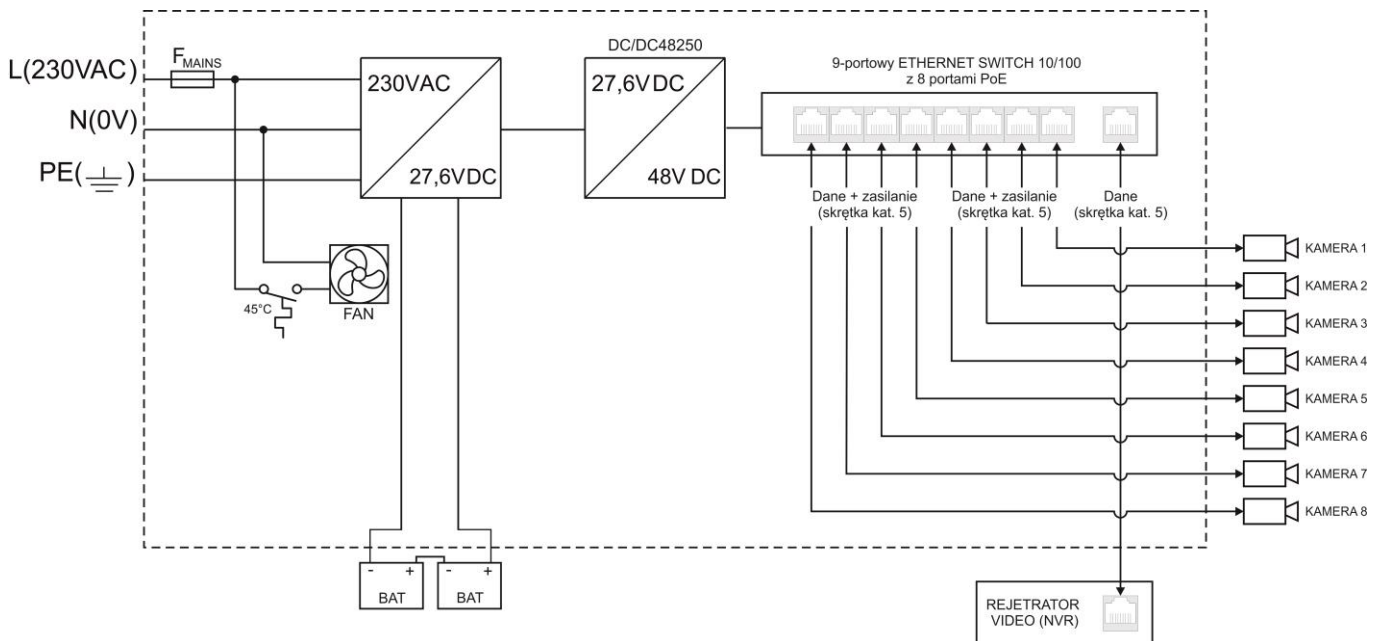 DC/DC48250
9-portowy ETHERNET SWITCH 10/100
z 8 portami PoE
L(230VAC)
F MAINS
N(0V)
PE( )
230VAC
27,6VDC
27,6VDC
48V DC
Dane + zasilanie
(skrętka kat. 5)
Dane + zasilanie
(skrętka kat. 5)
Dane
(skrętka kat. 5)
45°C
FAN
KAMERA 1
KAMERA 2
KAMERA 3
KAMERA 4
KAMERA 5
KAMERA 6
KAMERA 7
KAMERA 8
- +
BAT
- +
BAT
REJETRATOR
VIDEO (NVR)